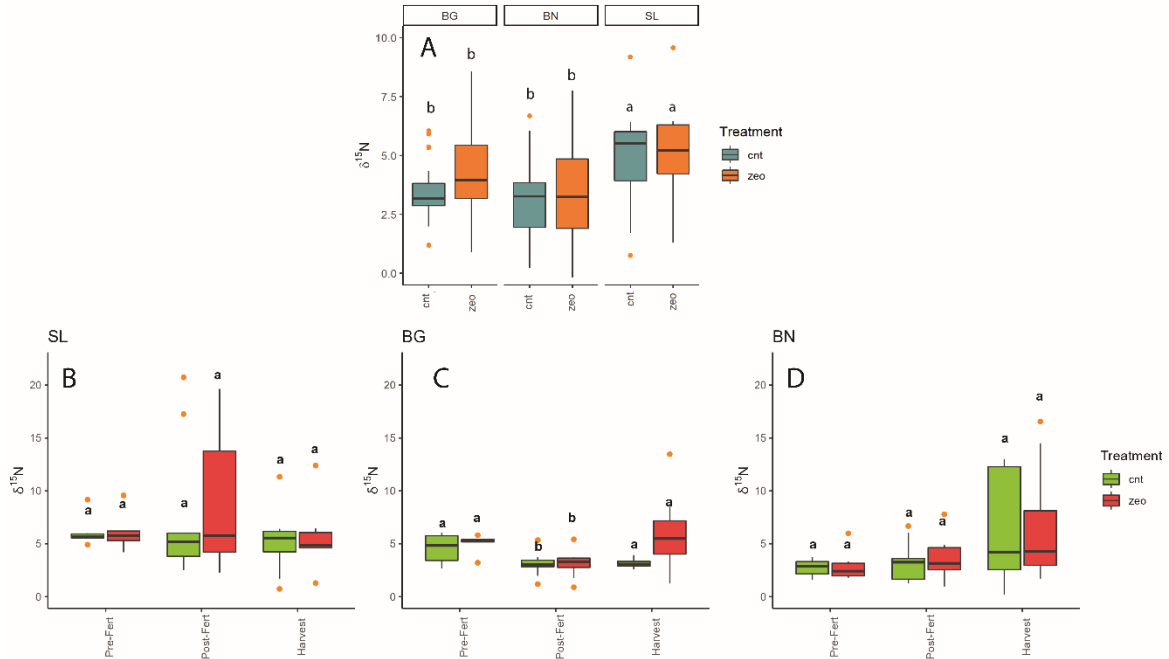 BG BN SL
A
10.0
7.5
5.0
2.5
0.0
δ15N
b b b b a a
cnt zeo cnt zeo cnt zeo
Treatment
cnt
zeo
SL
B
20
15
10
5
0
δ15N
a a a a a a
Pre-Fert Post-Fert Harvest
BG
C
20
15
10
5
0
δ15N
a a b b a a
Pre-Fert Post-Fert Harvest
BN
D
20
15
10
5
0
δ15N
a a a a a a
Pre-Fert Post-Fert Harvest
Treatment
cnt
zeo